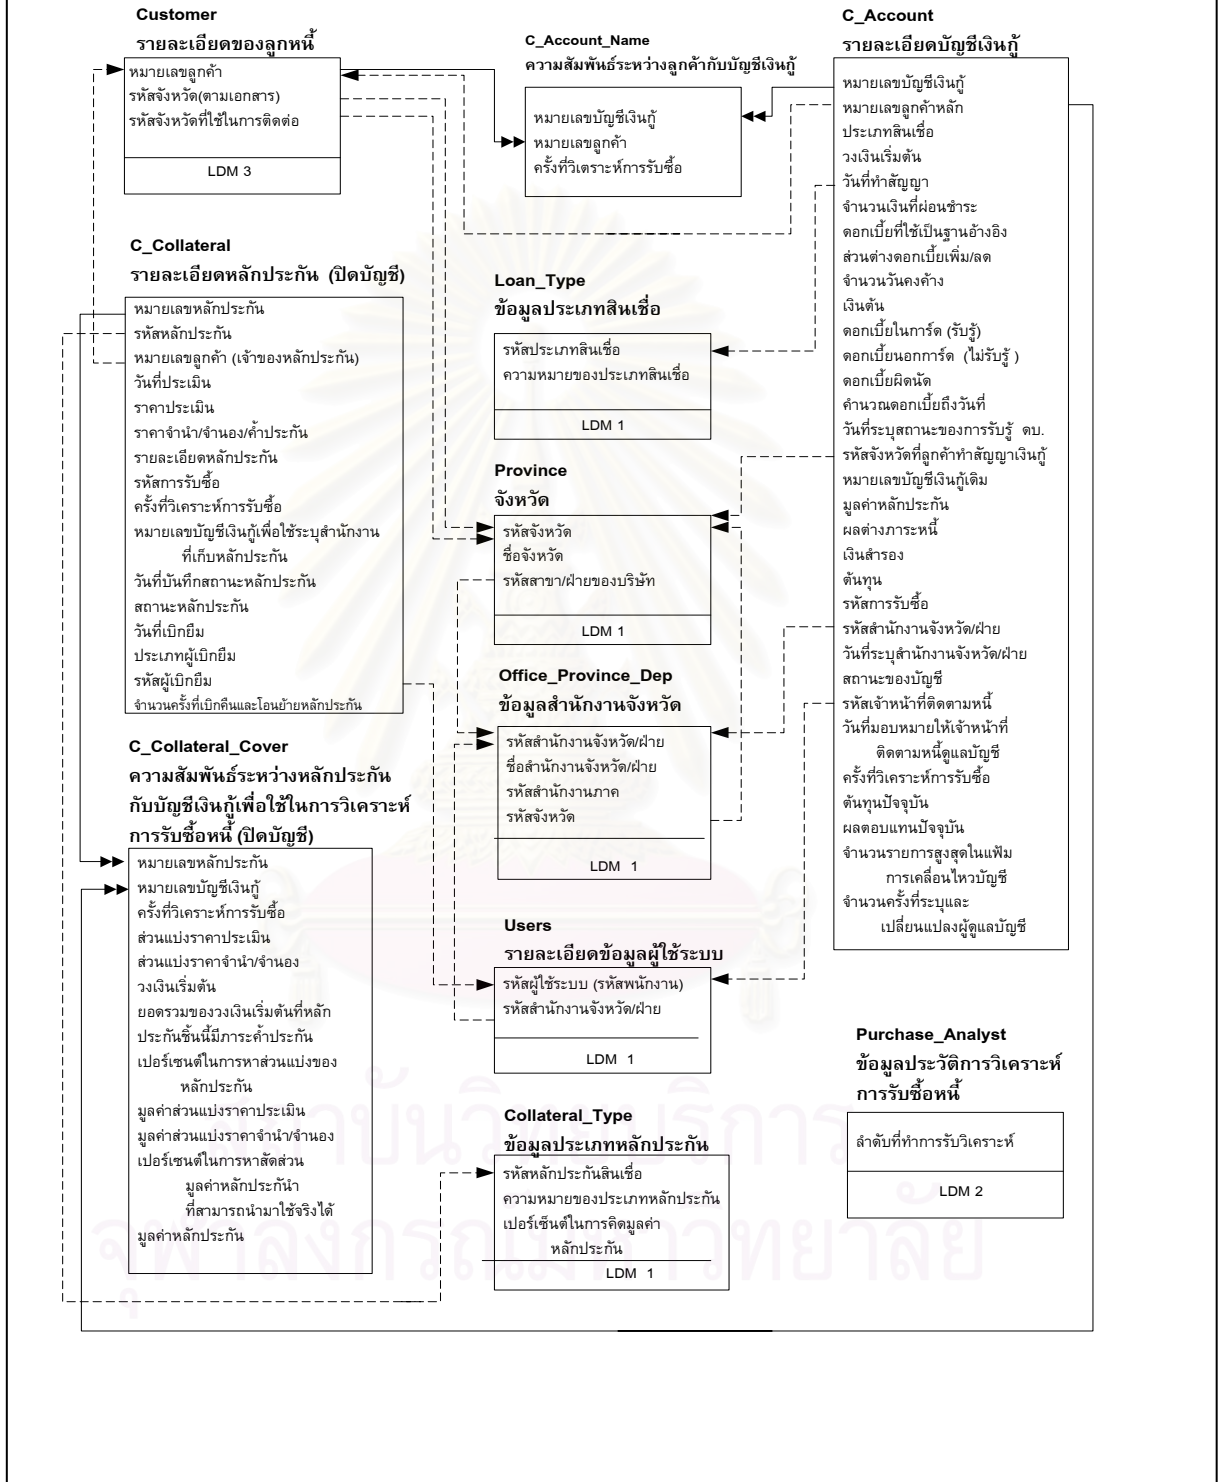 Customer
รายละเอียดของลูกหนี้
หมายเลขลูกค้า
รหัสจังหวัด(ตามเอกสาร)
รหัสจังหวัดที่ใช้ในการติดต่อ
LDM 3
C_Account_Name
ความสัมพันธ์ระหว่างลูกค้ากับบัญชีเงินกู้
หมายเลขบัญชีเงินกู้
หมายเลขลูกค้า
ครั้งที่วิเตราะห์การรับซื้อ
C_Account
รายละเอียดบัญชีเงินกู้
หมายเลขบัญชีเงินกู้
หมายเลขลูกค้าหลัก
ประเภทสินเชื่อ
วงเงินเริ่มต้น
วันที่ทำสัญญา
จำนวนเงินที่ผ่อนชำระ
ดอกเบี้ยที่ใช้เป็นฐานอ้างอิง
ส่วนต่างดอกเบี้ยเพิ่ม/ลด
จำนวนวันคงค้าง
เงินต้น
ดอกเบี้ยในการ์ด (รับรู้)
ดอกเบี้ยนอกการ์ด (ไม่รับรู้ )
ดอกเบี้ยผิดนัด
คำนวณดอกเบี้ยถึงวันที่
วันที่ระบุสถานะของการรับรู้ ดบ.
รหัสจังหวัดที่ลูกค้าทำสัญญาเงินกู้
หมายเลขบัญชีเงินกู้เดิม
มูลค่าหลักประกัน
ผลต่างภาระหนี้
เงินสำรอง
ต้นทุน
รหัสการรับซื้อ
รหัสสำนักงานจังหวัด/ฝ่าย
วันที่ระบุสำนักงานจังหวัด/ฝ่าย
สถานะของบัญชี
รหัสเจ้าหน้าที่ติดตามหนี้
วันที่มอบหมายให้เจ้าหน้าที่
ติดตามหนี้ดูแลบัญชี
ครั้งที่วิเคราะห์การรับซื้อ
ต้นทุนปัจจุบัน
ผลตอบแทนปัจจุบัน
จำนวนรายการสูงสุดในแฟ้ม
การเคลื่อนไหวบัญชี
จำนวนครั้งที่ระบุและ
เปลี่ยนแปลงผู้ดูแลบัญชี
C_Collateral
รายละเอียดหลักประกัน (ปิดบัญชี)
หมายเลขหลักประกัน
รหัสหลักประกัน
หมายเลขลูกค้า (เจ้าของหลักประกัน)
วันที่ประเมิน
ราคาประเมิน
ราคาจำนำ/จำนอง/ค้ำประกัน
รายละเอียดหลักประกัน
รหัสการรับซื้อ
ครั้งที่วิเคราะห์การรับซื้อ
หมายเลขบัญชีเงินกู้เพื่อใช้ระบุสำนักงาน
ที่เก็บหลักประกัน
วันที่บันทึกสถานะหลักประกัน
สถานะหลักประกัน
วันที่เบิกยืม
ประเภทผู้เบิกยืม
รหัสผู้เบิกยืม
จำนวนครั้งที่เบิกคืนและโอนย้ายหลักประกัน
Loan_Type
ข้อมูลประเภทสินเชื่อ
รหัสประเภทสินเชื่อ
ความหมายของประเภทสินเชื่อ
LDM 1
Province
จังหวัด
รหัสจังหวัด
ชื่อจังหวัด
รหัสสาขา/ฝ่ายของบริษัท
LDM 1
Office_Province_Dep
ข้อมูลสำนักงานจังหวัด
รหัสสำนักงานจังหวัด/ฝ่าย
ชื่อสำนักงานจังหวัด/ฝ่าย
รหัสสำนักงานภาค
รหัสจังหวัด
LDM 1
C_Collateral_Cover
ความสัมพันธ์ระหว่างหลักประกัน
กับบัญชีเงินกู้เพื่อใช้ในการวิเคราะห์
การรับซื้อหนี้ (ปิดบัญชี)
หมายเลขหลักประกัน
หมายเลขบัญชีเงินกู้
ครั้งที่วิเคราะห์การรับซื้อ
ส่วนแบ่งราคาประเมิน
ส่วนแบ่งราคาจำนำ/จำนอง
วงเงินเริ่มต้น
ยอดรวมของวงเงินเริ่มต้นที่หลัก
ประกันชิ้นนี้มีภาระค้ำประกัน
เปอร์เซนต์ในการหาส่วนแบ่งของ
หลักประกัน
มูลค่าส่วนแบ่งราคาประเมิน
มูลค่าส่วนแบ่งราคาจำนำ/จำนอง
เปอร์เซนต์ในการหาสัดส่วน
มูลค่าหลักประกันำ
ที่สามารถนำมาใช้จริงได้
มูลค่าหลักประกัน
Users
รายละเอียดข้อมูลผู้ใช้ระบบ
รหัสผู้ใช้ระบบ (รหัสพนักงาน)
รหัสสำนักงานจังหวัด/ฝ่าย
LDM 1
Collateral_Type
ข้อมูลประเภทหลักประกัน
รหัสหลักประกันสินเชื่อ
ความหมายของประเภทหลักประกัน
เปอร์เซ็นต์ในการคิดมูลค่า
หลักประกัน
LDM 1
Purchase_Analyst
ข้อมูลประวัติการวิเคราะห์
การรับซื้อหนี้
ลำดับที่ทำการรับวิเคราะห์
LDM 2
สถาบันวิทยบริการ
จุฬาลงกรณ์มหาวิทยาลัย